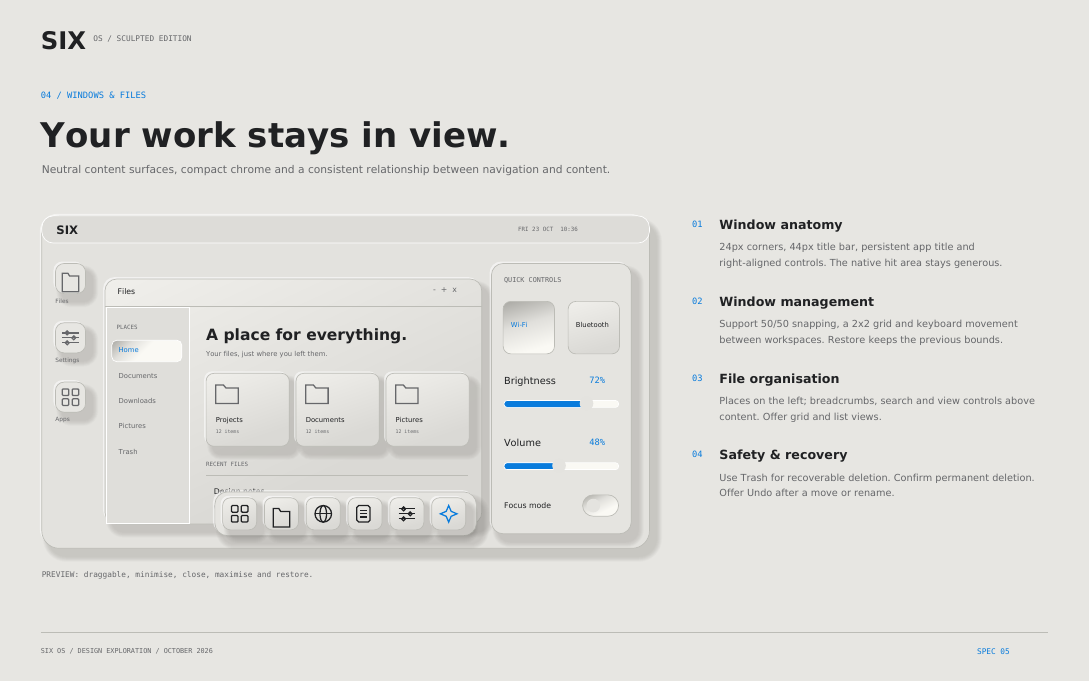 SIX OS / SCULPTED EDITION
04 / WINDOWS & FILES
Your work stays in view.
Neutral content surfaces, compact chrome and a consistent relationship between navigation and content.
SIX
FRI 23 OCT 10:36
Files
Settings
Apps
Files
- + x
PLACES
Home
Documents
Downloads
Pictures
Trash
A place for everything.
Your files, just where you left them.
Projects
12 items
Documents
12 items
Pictures
12 items
RECENT FILES
Design notes
QUICK CONTROLS
Wi-Fi
Bluetooth
Brightness 72%
Volume 48%
Focus mode
PREVIEW: draggable, minimise, close, maximise and restore.
01 Window anatomy
24px corners, 44px title bar, persistent app title and
right-aligned controls. The native hit area stays generous.
02 Window management
Support 50/50 snapping, a 2x2 grid and keyboard movement
between workspaces. Restore keeps the previous bounds.
03 File organisation
Places on the left; breadcrumbs, search and view controls above
content. Offer grid and list views.
04 Safety & recovery
Use Trash for recoverable deletion. Confirm permanent deletion.
Offer Undo after a move or rename.
SIX OS / DESIGN EXPLORATION / OCTOBER 2026
SPEC 05